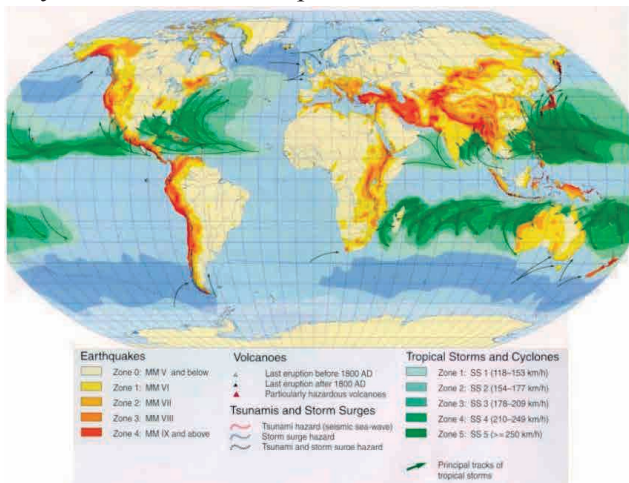 Earthquakes
Zone 0: MM V and below
Zone 1: MM VI
Zone 2: MM VII
Zone 3: MM VIII
Zone 4: MM IX and above
Volcanoes
Last eruption before 1800 AD
Last eruption after 1800 AD
Particularly hazardous volcanoes
Tsunamis and Storm Surges
Tsunami hazard (seismic sea-wave)
Storm surge hazard
Tsunami and storm surge hazard
Tropical Storms and Cyclones
Zone 1: SS 1 (118–153 km/h)
Zone 2: SS 2 (154–177 km/h)
Zone 3: SS 3 (178–209 km/h)
Zone 4: SS 4 (210–249 km/h)
Zone 5: SS 5 (>= 250 km/h)
Principal tracks of
tropical storms